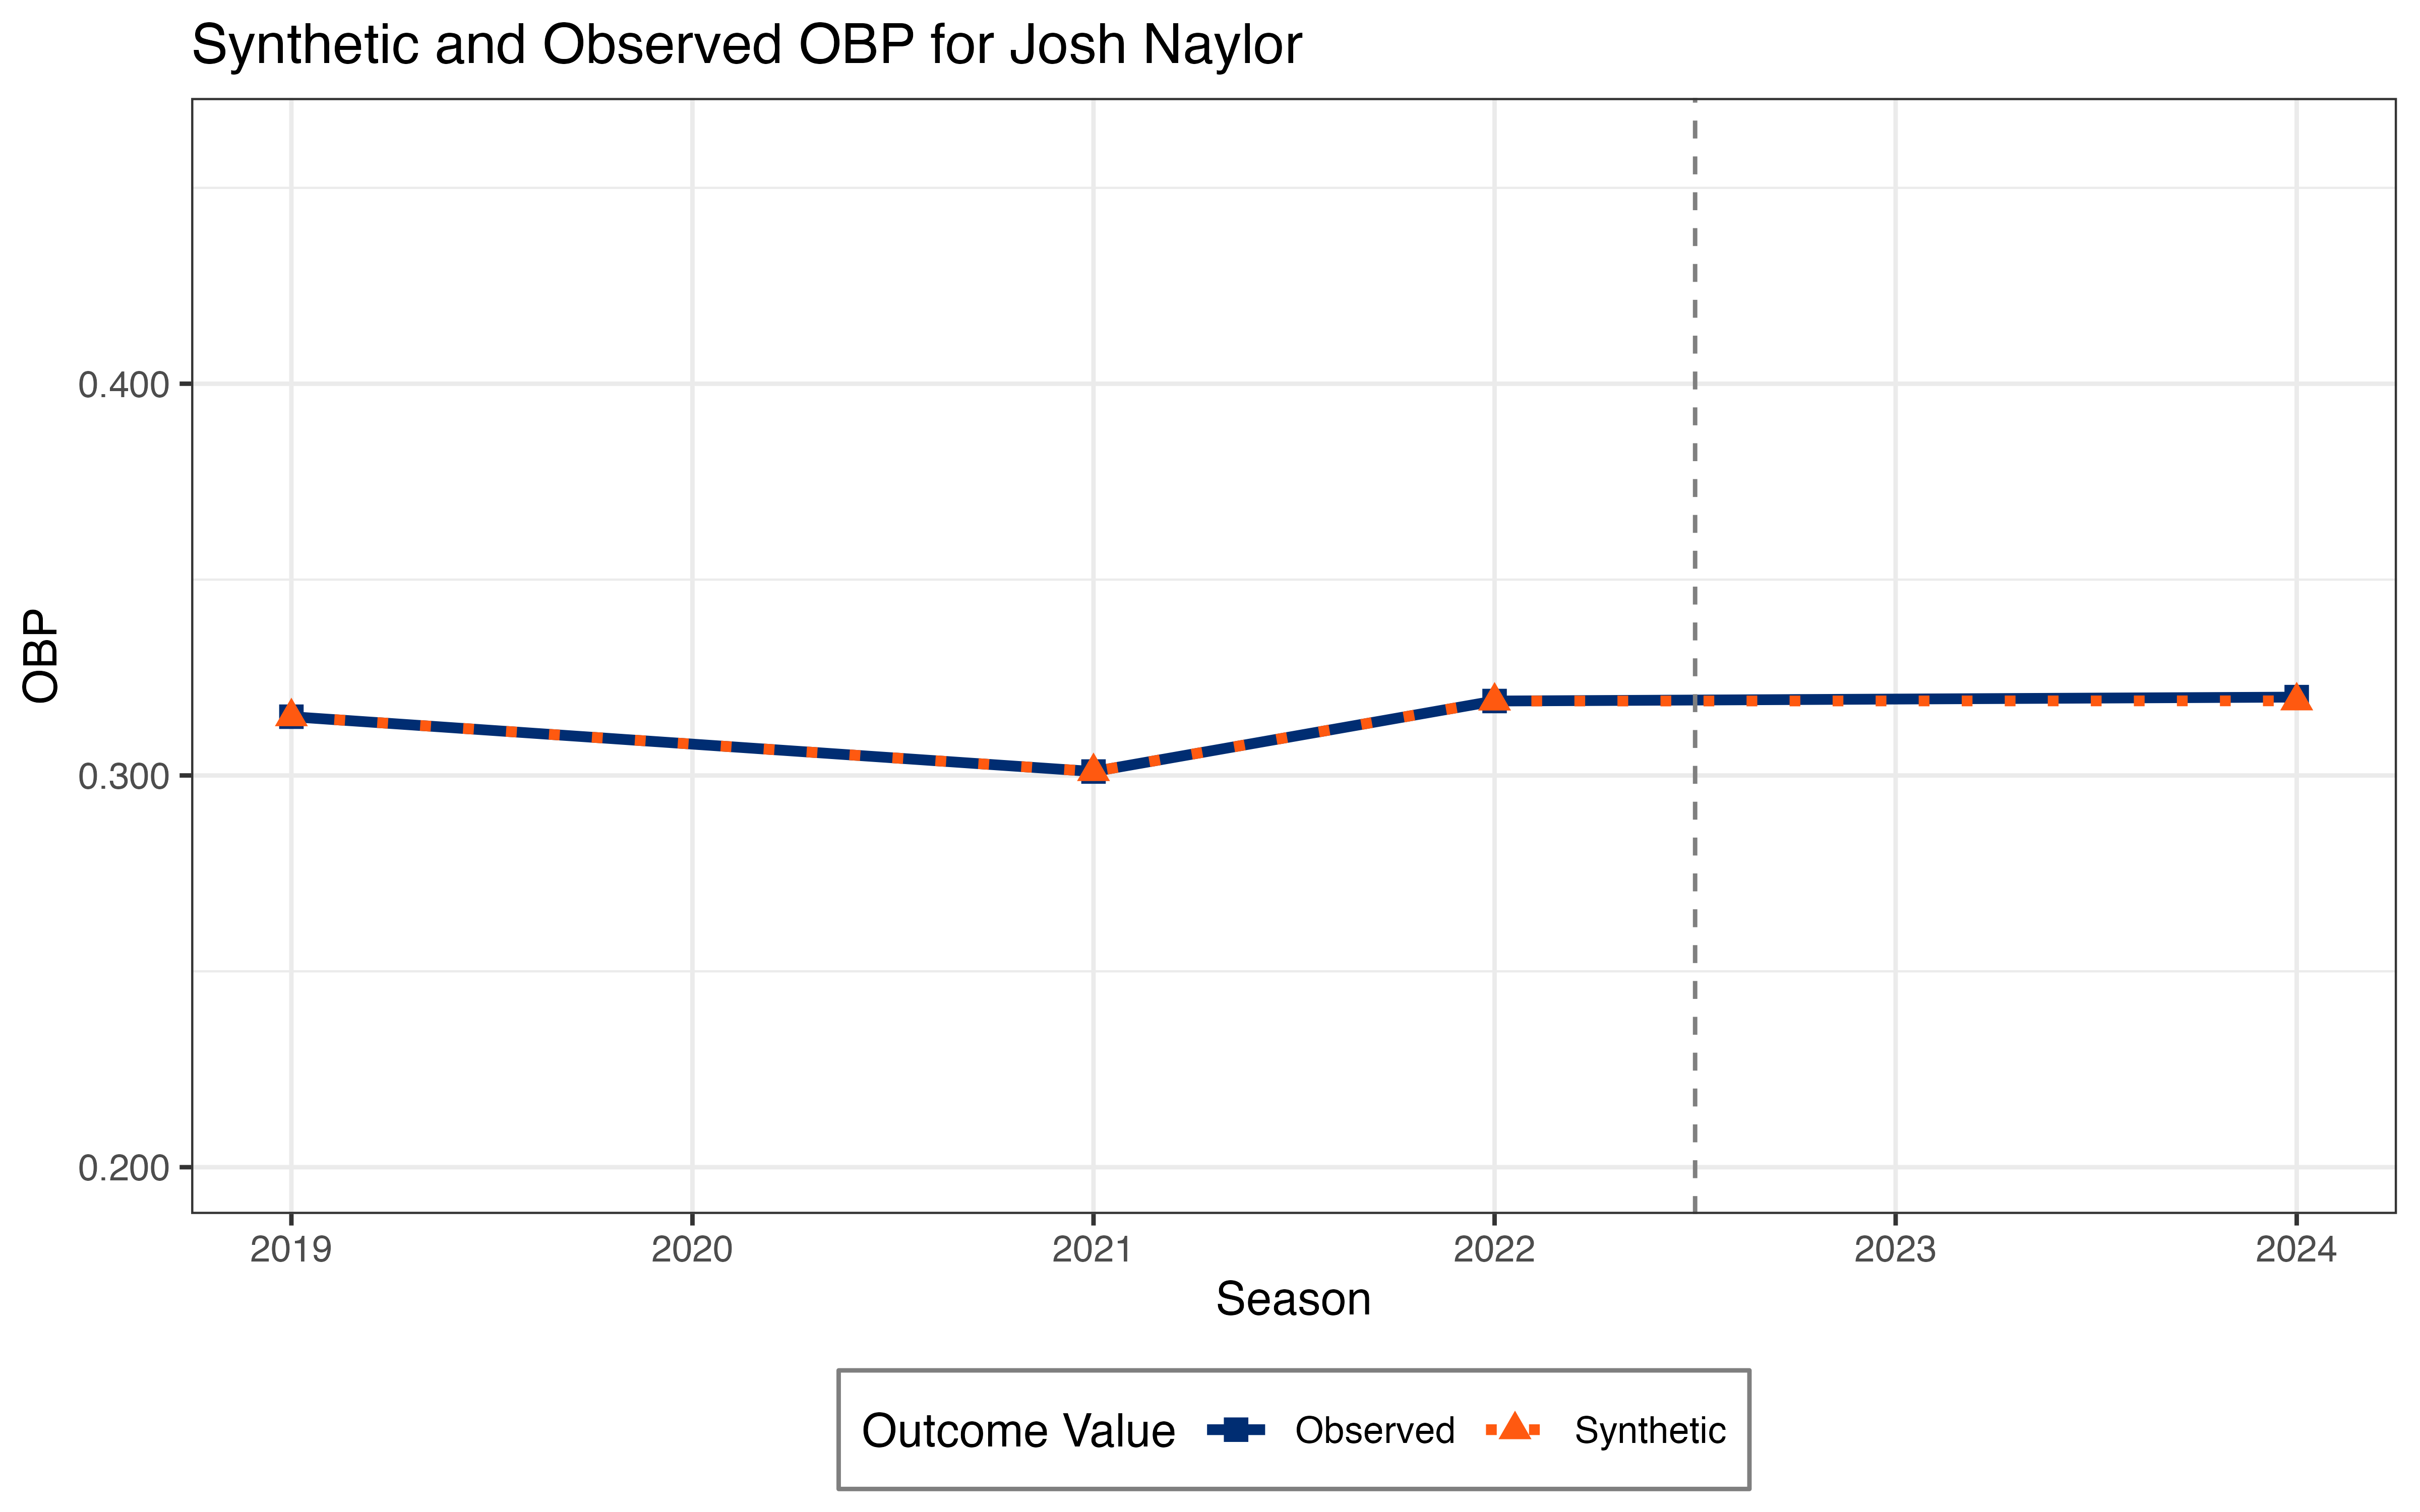 Synthetic and Observed OBP for Josh Naylor
OBP
0.400
0.300
0.200
2019 2020 2021 2022 2023 2024
Season
Outcome Value Observed Synthetic